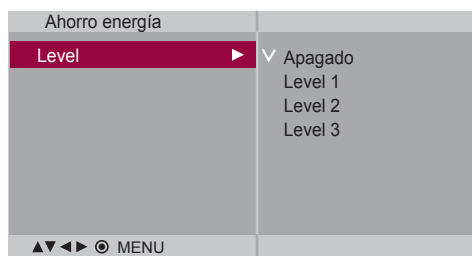 Ahorro energía
Level
Apagado
Level 1
Level 2
Level 3
MENU